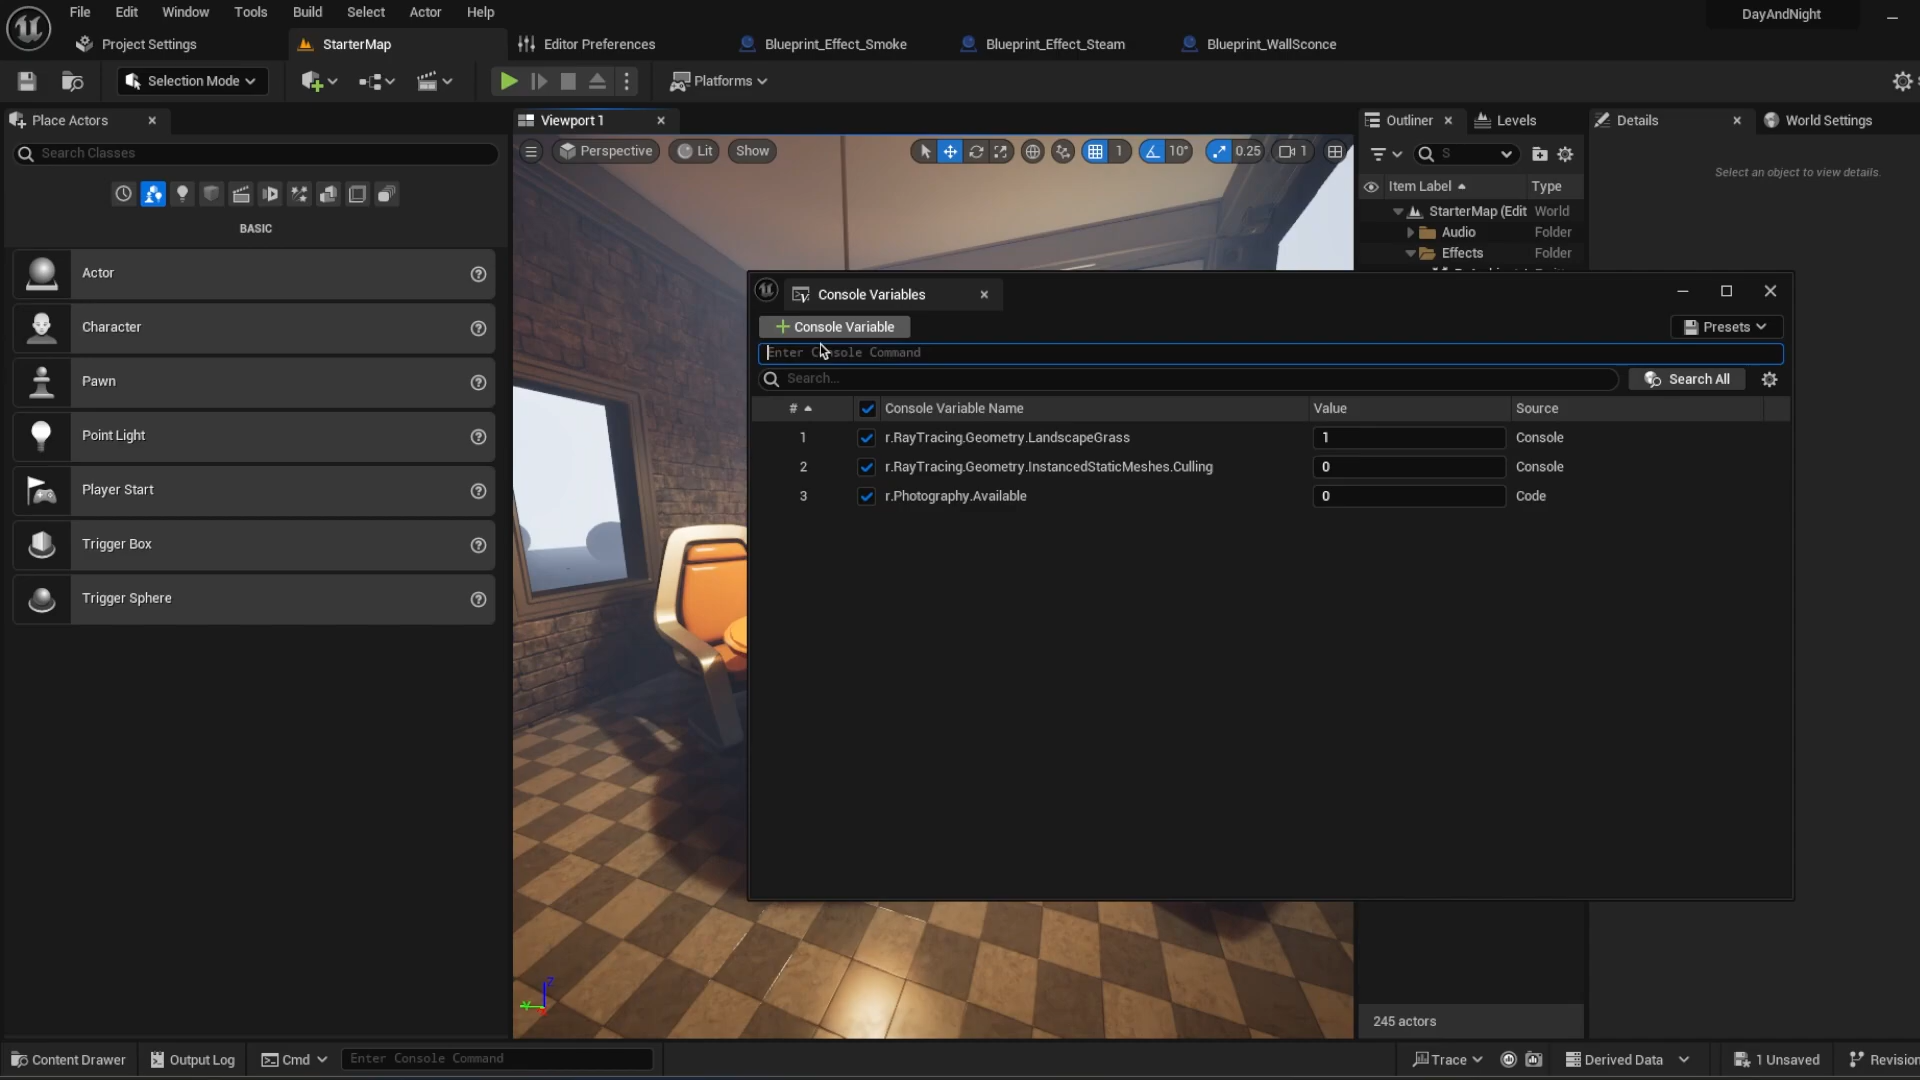 File Edit Window Tools Build Select Actor Help
DayAndNight
Project Settings
StarterMap
Editor Preferences
Blueprint_Effect_Smoke
Blueprint_Effect_Steam
Blueprint_WallSconce
Selection Mode
Platforms
Place Actors
Viewport 1
Outliner
Levels
Details
World Settings
Search Classes
Perspective
Lit
Show
1
10°
0.25
1
S
Select an object to view details.
Item Label
Type
BASIC
StarterMap (Edit World
Audio Folder
Effects Folder
Actor
Character
Pawn
Point Light
Player Start
Trigger Box
Trigger Sphere
Console Variables
Console Variable
Presets
Enter Console Command
Search...
Search All
# Console Variable Name Value Source
1 r.RayTracing.Geometry.LandscapeGrass 1 Console
2 r.RayTracing.Geometry.InstancedStaticMeshes.Culling 0 Console
3 r.Photography.Available 0 Code
Z
245 actors
Content Drawer
Output Log
Cmd
Enter Console Command
Trace
Derived Data
1 Unsaved
Revision